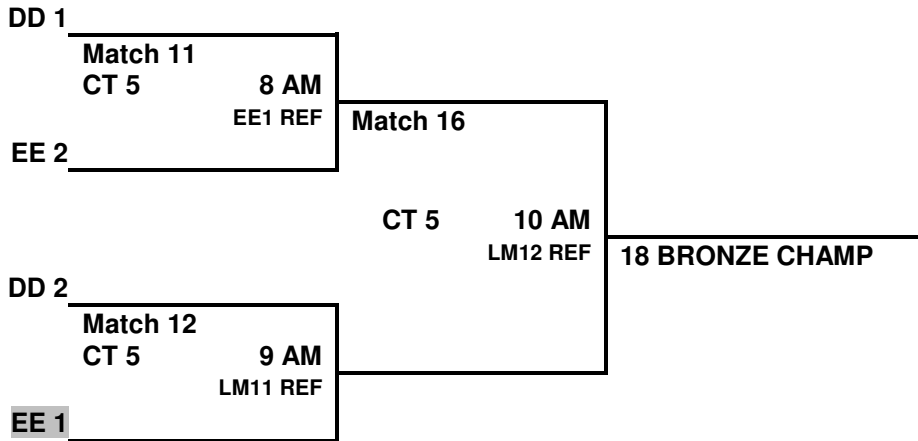 DD 1
Match 11
CT 5 8 AM
EE1 REF
EE 2
Match 16
CT 5 10 AM
LM12 REF
18 BRONZE CHAMP
DD 2
Match 12
CT 5 9 AM
LM11 REF
EE 1